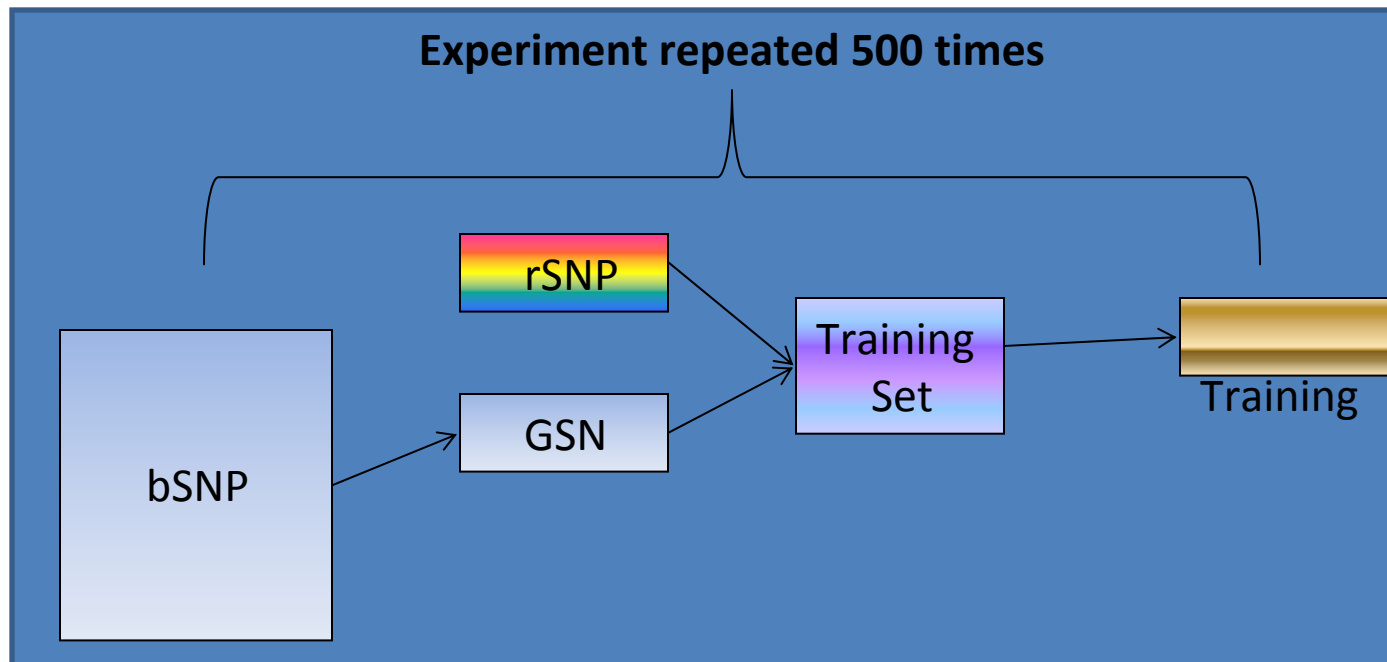 Experiment repeated 500 times
rSNP
Training
Set
Training
GSN
bSNP